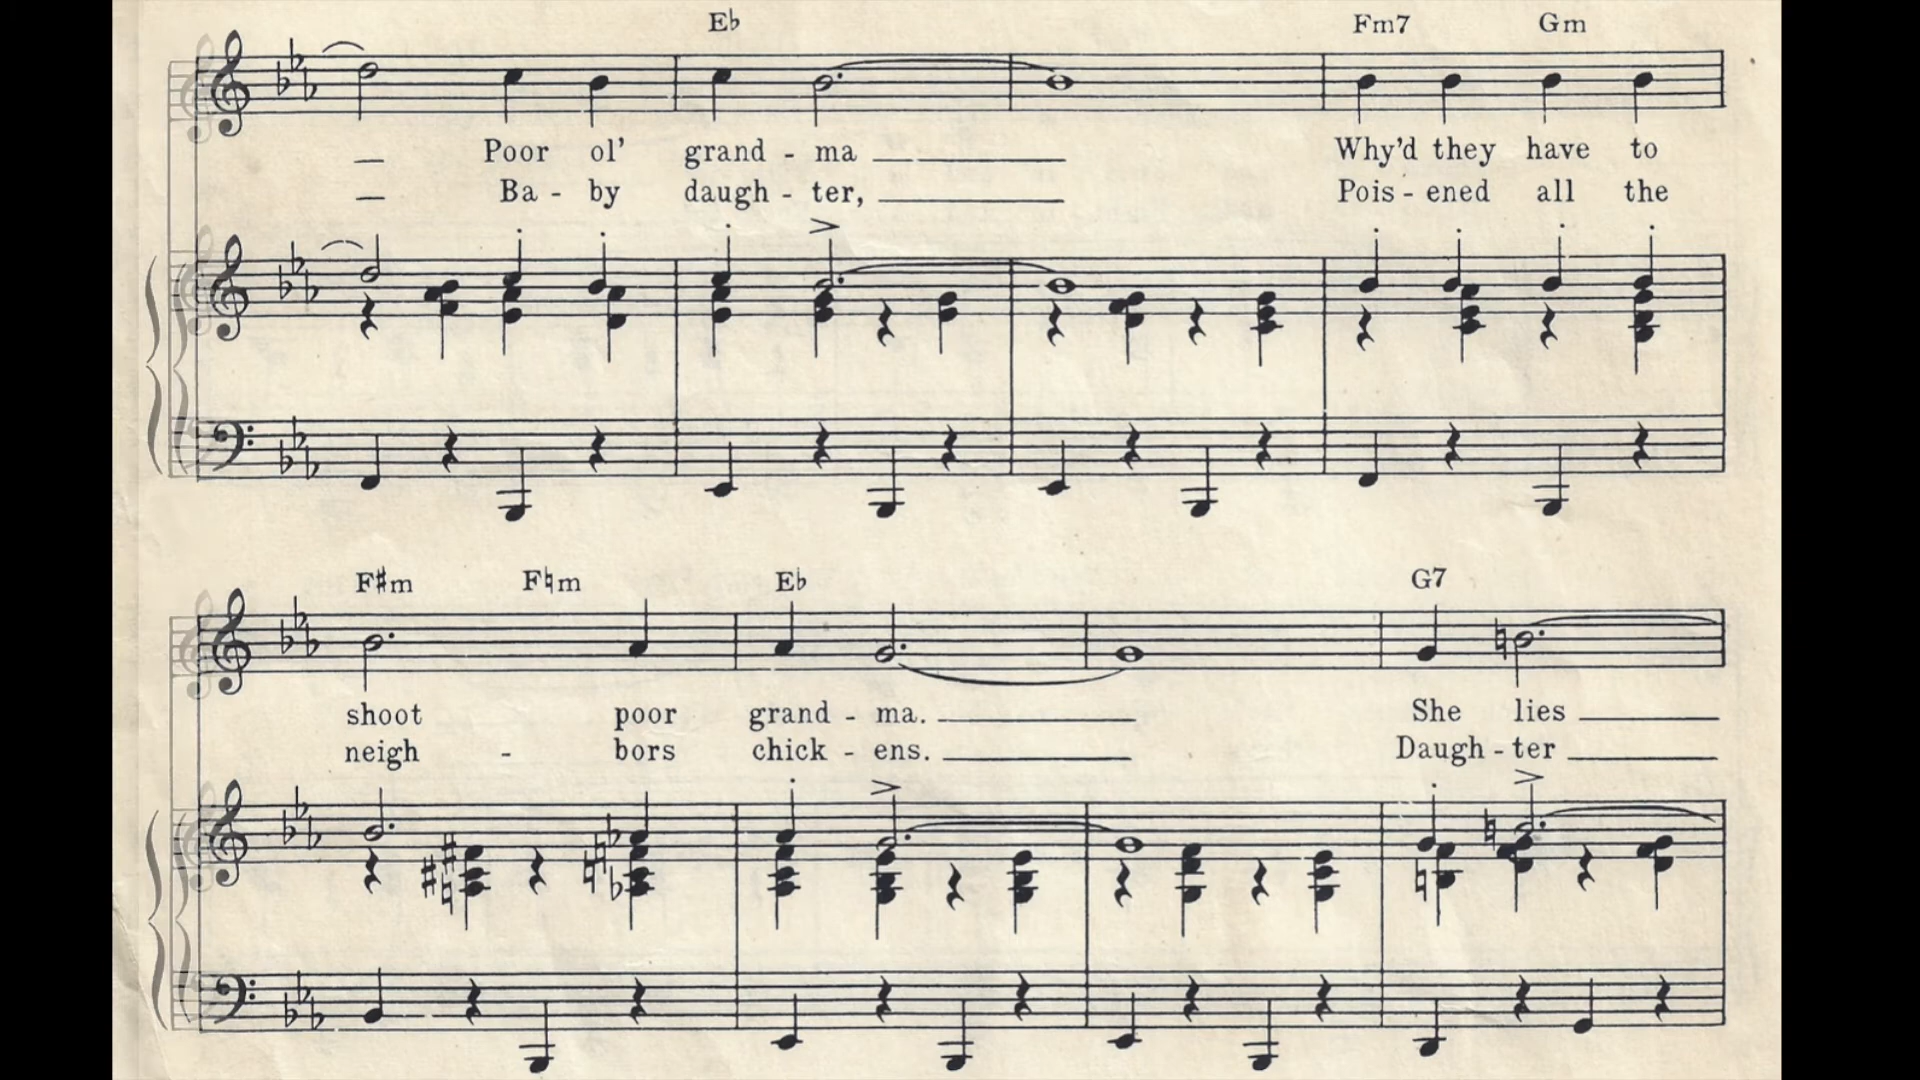 E♭ Fm7 Gm
— Poor ol' grand - ma Why'd they have to
— Ba - by daugh - ter, Pois - ened all the
F♯m F♮m E♭ G7
shoot poor grand - ma. She lies
neigh - bors chick - ens. Daugh - ter